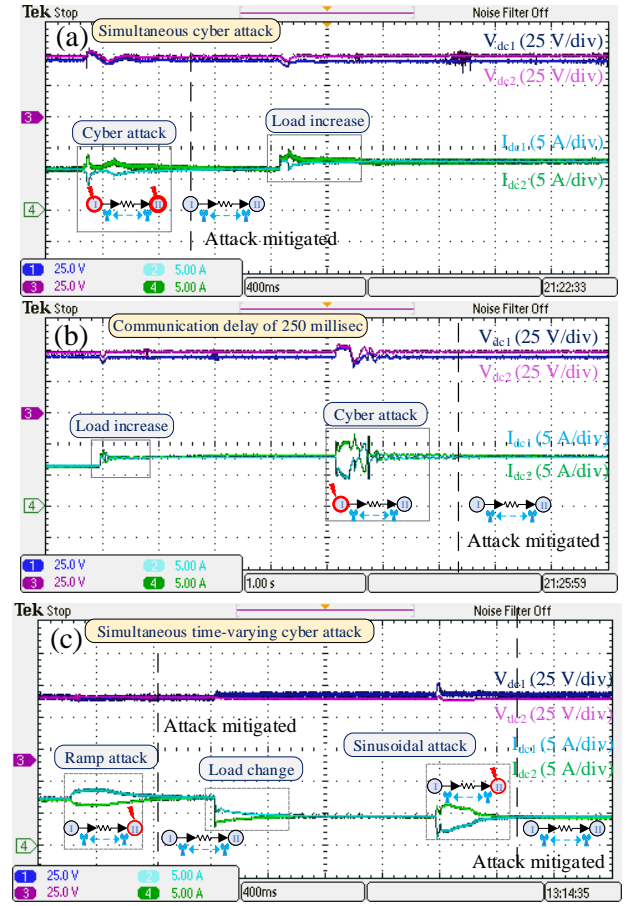 Tek Stop
Noise Filter Off
(a)
Simultaneous cyber attack
Vdc1 (25 V/div)
Vdc2 (25 V/div)
3
Cyber attack
Load increase
Idc1 (5 A/div)
Idc2 (5 A/div)
I
II
I
II
4
Attack mitigated
1 25.0 V 2 5.00 A
3 25.0 V 4 5.00 A
400ms
21:22:33
Tek Stop
Noise Filter Off
(b)
Communication delay of 250 millisec
Vdc1 (25 V/div)
Vdc2 (25 V/div)
3
Load increase
Cyber attack
Idc1 (5 A/div)
Idc2 (5 A/div)
I
II
I
II
4
Attack mitigated
1 25.0 V 2 5.00 A
3 25.0 V 4 5.00 A
1.00 s
21:25:59
Tek Stop
Noise Filter Off
(c)
Simultaneous time-varying cyber attack
Vdc1 (25 V/div)
Vdc2 (25 V/div)
Attack mitigated
3
Ramp attack
Load change
Sinusoidal attack
Idc1 (5 A/div)
Idc2 (5 A/div)
I
II
I
II
I
II
I
II
4
Attack mitigated
1 25.0 V 2 5.00 A
3 25.0 V 4 5.00 A
400ms
13:14:35